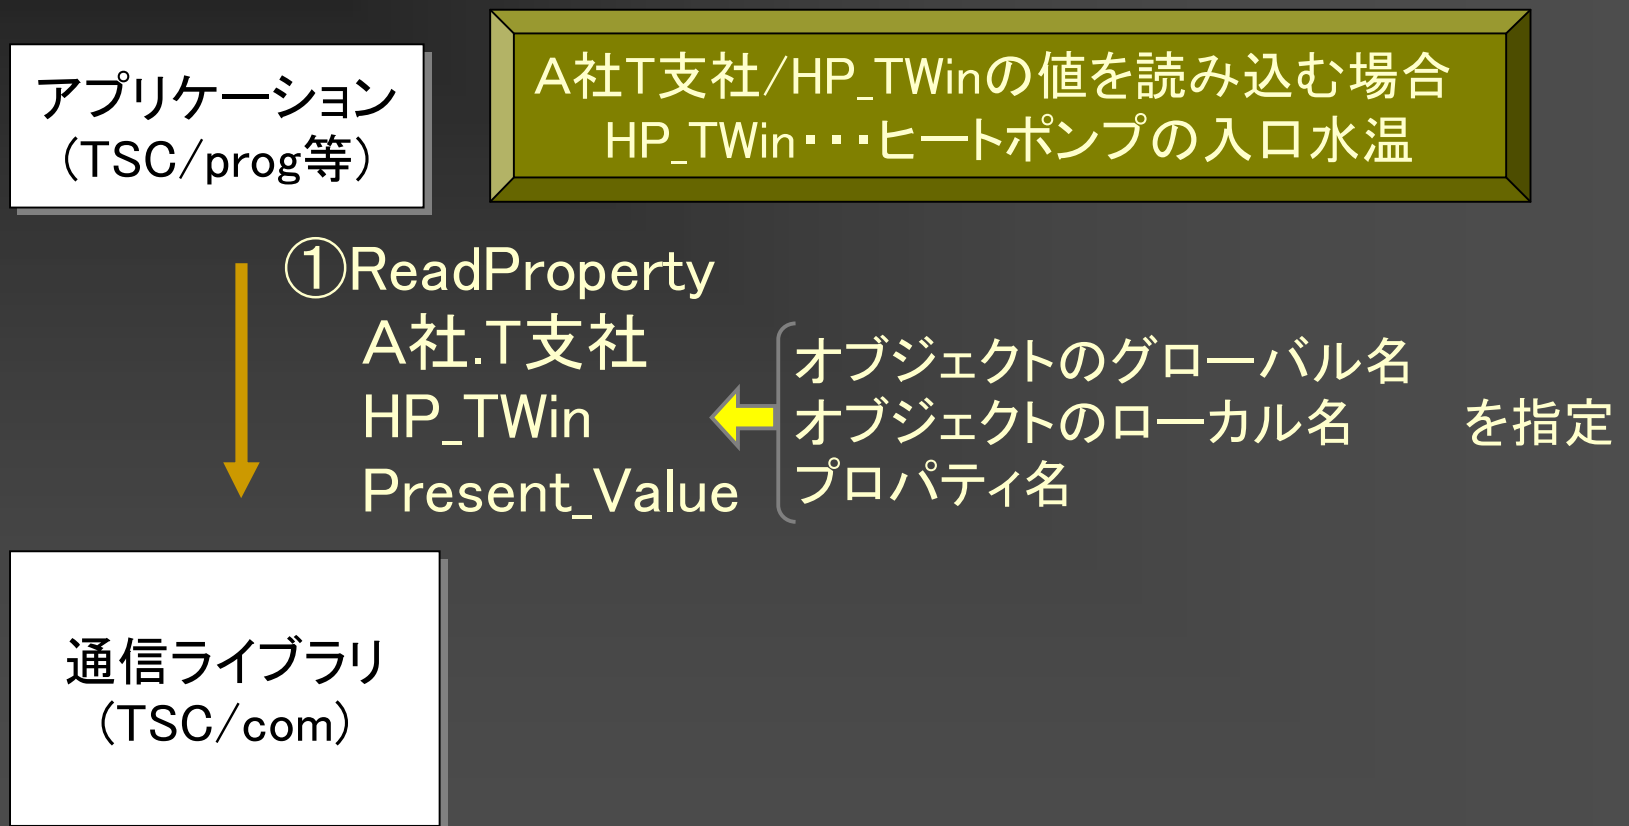 アプリケーション
(TSC/prog等)
A社T支社/HP_TWinの値を読み込む場合
HP_TWin・・・ヒートポンプの入口水温
①ReadProperty
A社.T支社
HP_TWin
Present_Value
オブジェクトのグローバル名
オブジェクトのローカル名 を指定
プロパティ名
通信ライブラリ
(TSC/com)